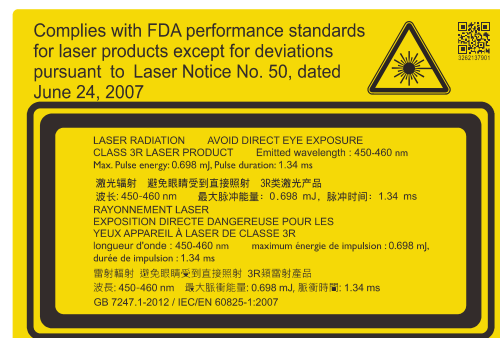 Complies with FDA performance standards
for laser products except for deviations
pursuant to Laser Notice No. 50, dated
June 24, 2007
3262137901
LASER RADIATION AVOID DIRECT EYE EXPOSURE
CLASS 3R LASER PRODUCT Emitted wavelength : 450-460 nm
Max. Pulse energy: 0.698 mJ, Pulse duration: 1.34 ms
激光辐射 避免眼睛受到直接照射 3R类激光产品
波长: 450-460 nm 最大脉冲能量: 0.698 mJ, 脉冲时间: 1.34 ms
RAYONNEMENT LASER
EXPOSITION DIRECTE DANGEREUSE POUR LES
YEUX APPAREIL À LASER DE CLASSE 3R
longueur d'onde : 450-460 nm maximum énergie de impulsion : 0.698 mJ,
durée de impulsion : 1.34 ms
雷射輻射 避免眼睛受到直接照射 3R類雷射產品
波長: 450-460 nm 最大脈衝能量: 0.698 mJ, 脈衝時間: 1.34 ms
GB 7247.1-2012 / IEC/EN 60825-1:2007